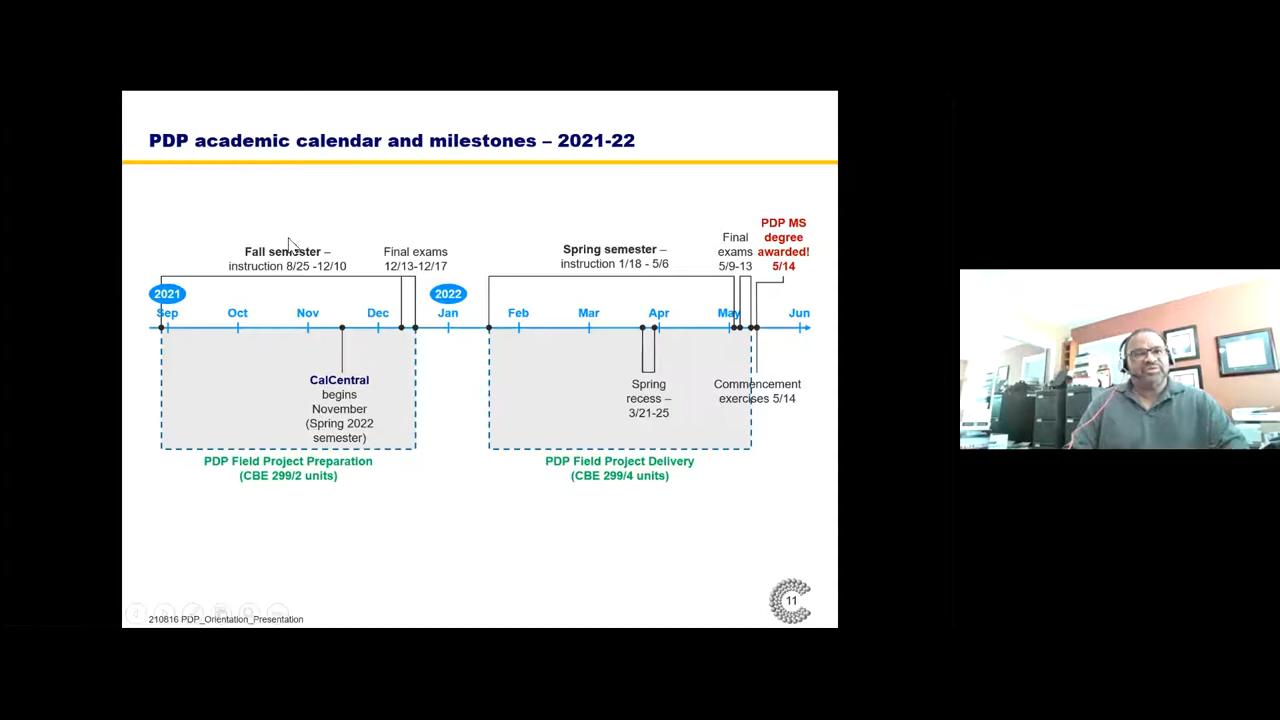 PDP academic calendar and milestones – 2021-22
Fall semester –
instruction 8/25 -12/10
Final exams
12/13-12/17
Spring semester –
instruction 1/18 - 5/6
Final
exams
5/9-13
PDP MS
degree
awarded!
5/14
2021
2022
Sep
Oct
Nov
Dec
Jan
Feb
Mar
Apr
May
Jun
CalCentral
begins
November
(Spring 2022
semester)
Spring
recess –
3/21-25
Commencement
exercises 5/14
PDP Field Project Preparation
(CBE 299/2 units)
PDP Field Project Delivery
(CBE 299/4 units)
11
210816 PDP_Orientation_Presentation